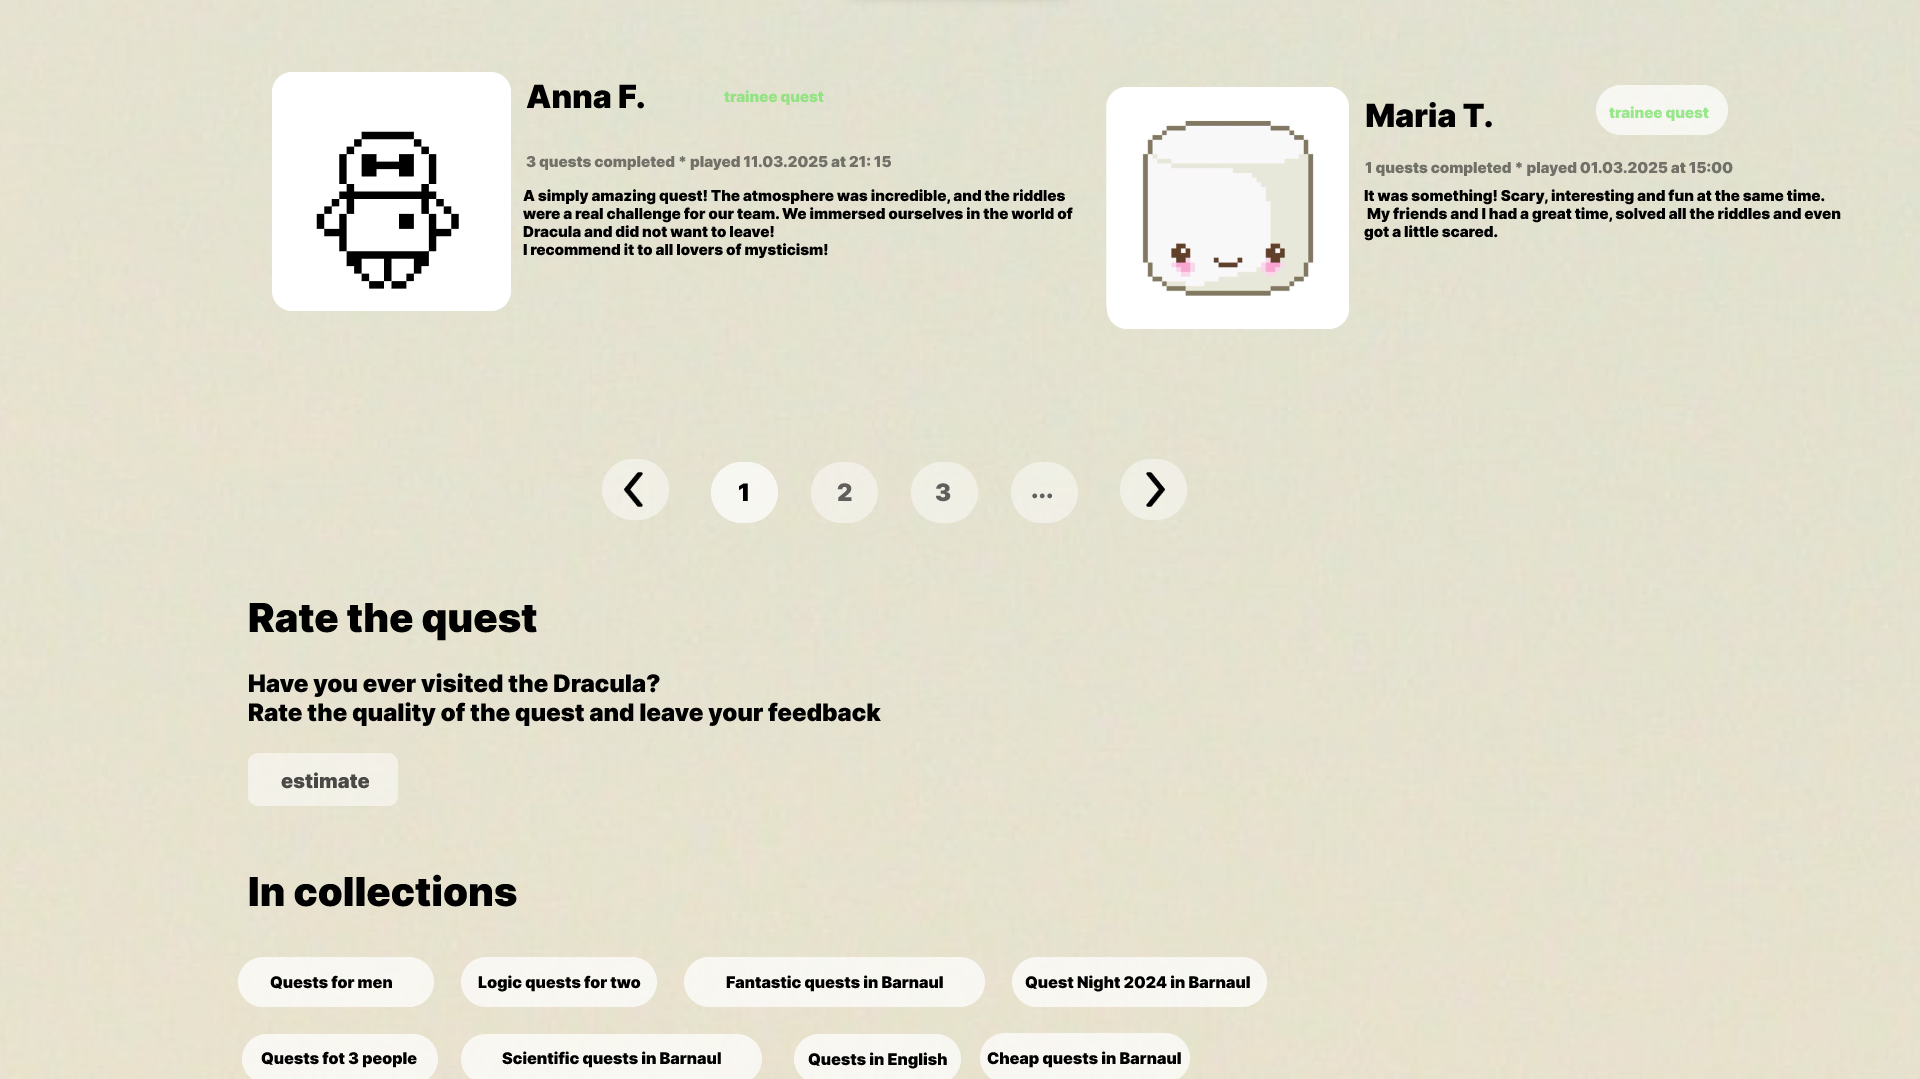 Anna F.
trainee quest
3 quests completed * played 11.03.2025 at 21: 15
A simply amazing quest! The atmosphere was incredible, and the riddles
were a real challenge for our team. We immersed ourselves in the world of
Dracula and did not want to leave!
I recommend it to all lovers of mysticism!
Maria T.
trainee quest
1 quests completed * played 01.03.2025 at 15:00
It was something! Scary, interesting and fun at the same time.
My friends and I had a great time, solved all the riddles and even
got a little scared.
1 2 3 ...
Rate the quest
Have you ever visited the Dracula?
Rate the quality of the quest and leave your feedback
estimate
In collections
Quests for men
Logic quests for two
Fantastic quests in Barnaul
Quest Night 2024 in Barnaul
Quests fot 3 people
Scientific quests in Barnaul
Quests in English
Cheap quests in Barnaul